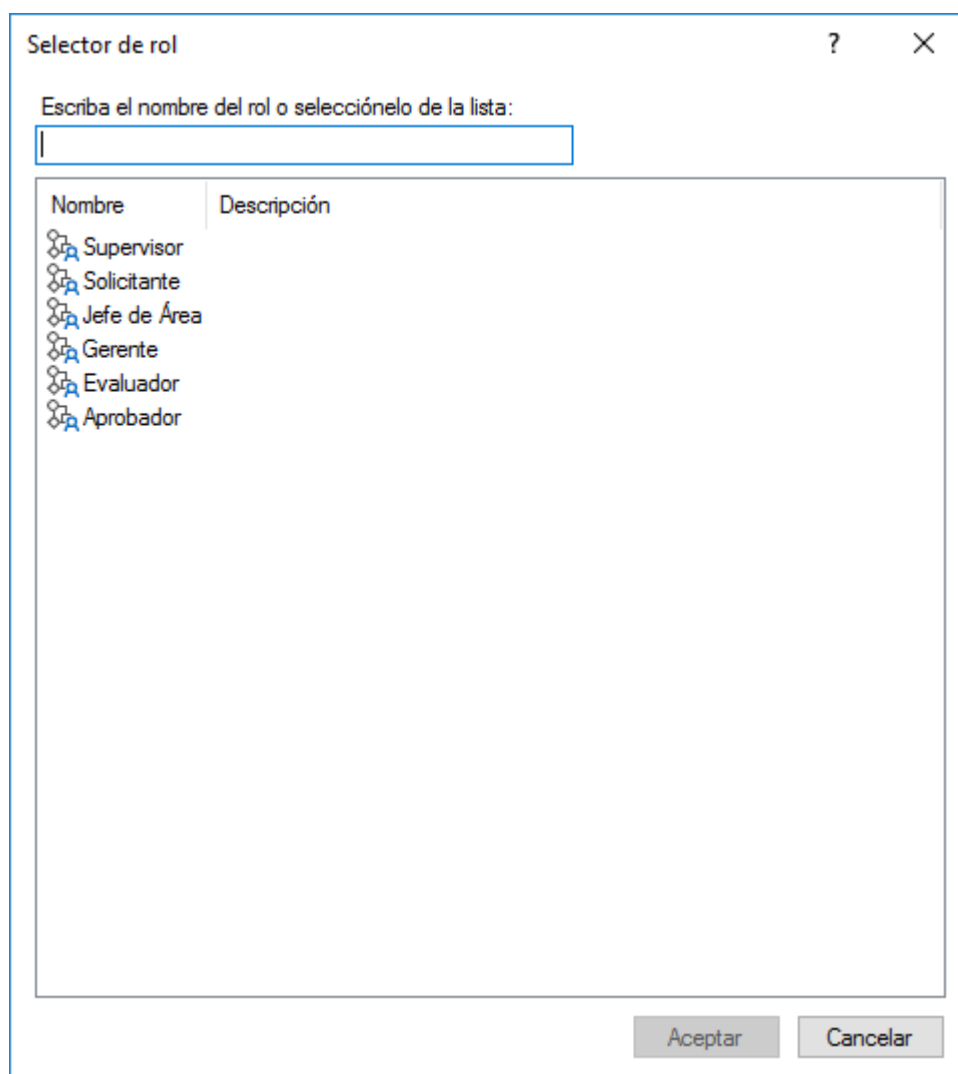 Selector de rol
Escriba el nombre del rol o selecciónelo de la lista:
Nombre Descripción
Supervisor
Solicitante
Jefe de Área
Gerente
Evaluador
Aprobador
Aceptar Cancelar